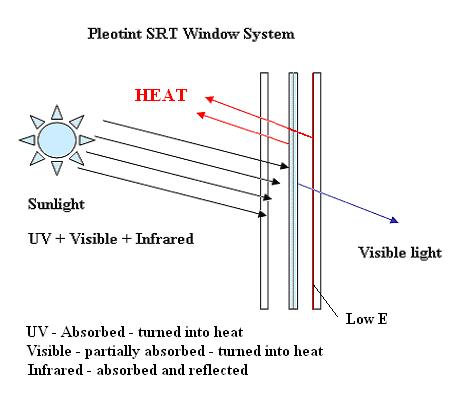 Pleotint SRT Window System
HEAT
Sunlight
UV + Visible + Infrared
Visible light
Low E
UV - Absorbed - turned into heat
Visible - partially absorbed - turned into heat
Infrared - absorbed and reflected